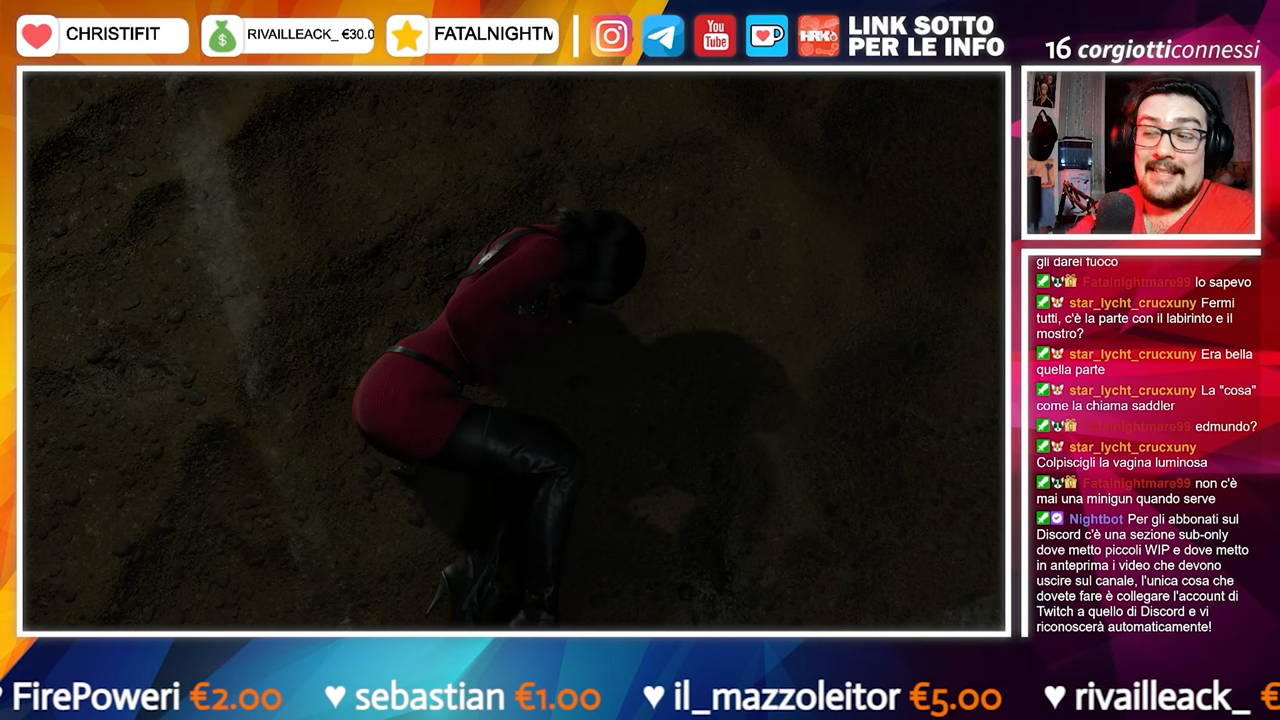 CHRISTIFIT
RIVAILLEACK_ €30.0
FATALNIGHTM
You
Tube
HRK
LINK SOTTO
PER LE INFO
16 corgiotticonnessi
gli darei fuoco
Fatalnightmare99 lo sapevo
star_lycht_crucxuny Fermi
tutti, c'è la parte con il labirinto e il
mostro?
star_lycht_crucxuny Era bella
quella parte
star_lycht_crucxuny La "cosa"
come la chiama saddler
Fatalnightmare99 edmundo?
star_lycht_crucxuny
Colpiscigli la vagina luminosa
Fatalnightmare99 non c'è
mai una minigun quando serve
Nightbot Per gli abbonati sul
Discord c'è una sezione sub-only
dove metto piccoli WIP e dove metto
in anteprima i video che devono
uscire sul canale, l'unica cosa che
dovete fare è collegare l'account di
Twitch a quello di Discord e vi
riconoscerà automaticamente!
FirePoweri €2.00 ♥ sebastian €1.00 ♥ il_mazzoleitor €5.00 ♥ rivailleack_ €